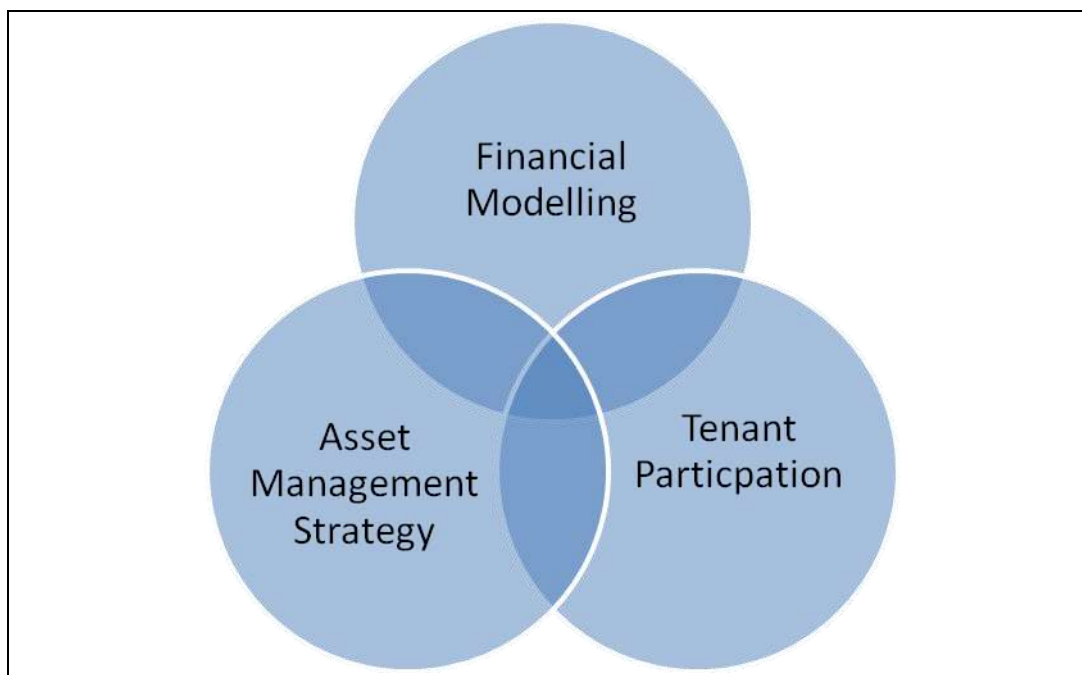 Financial
Modelling
Asset
Management
Strategy
Tenant
Particpation